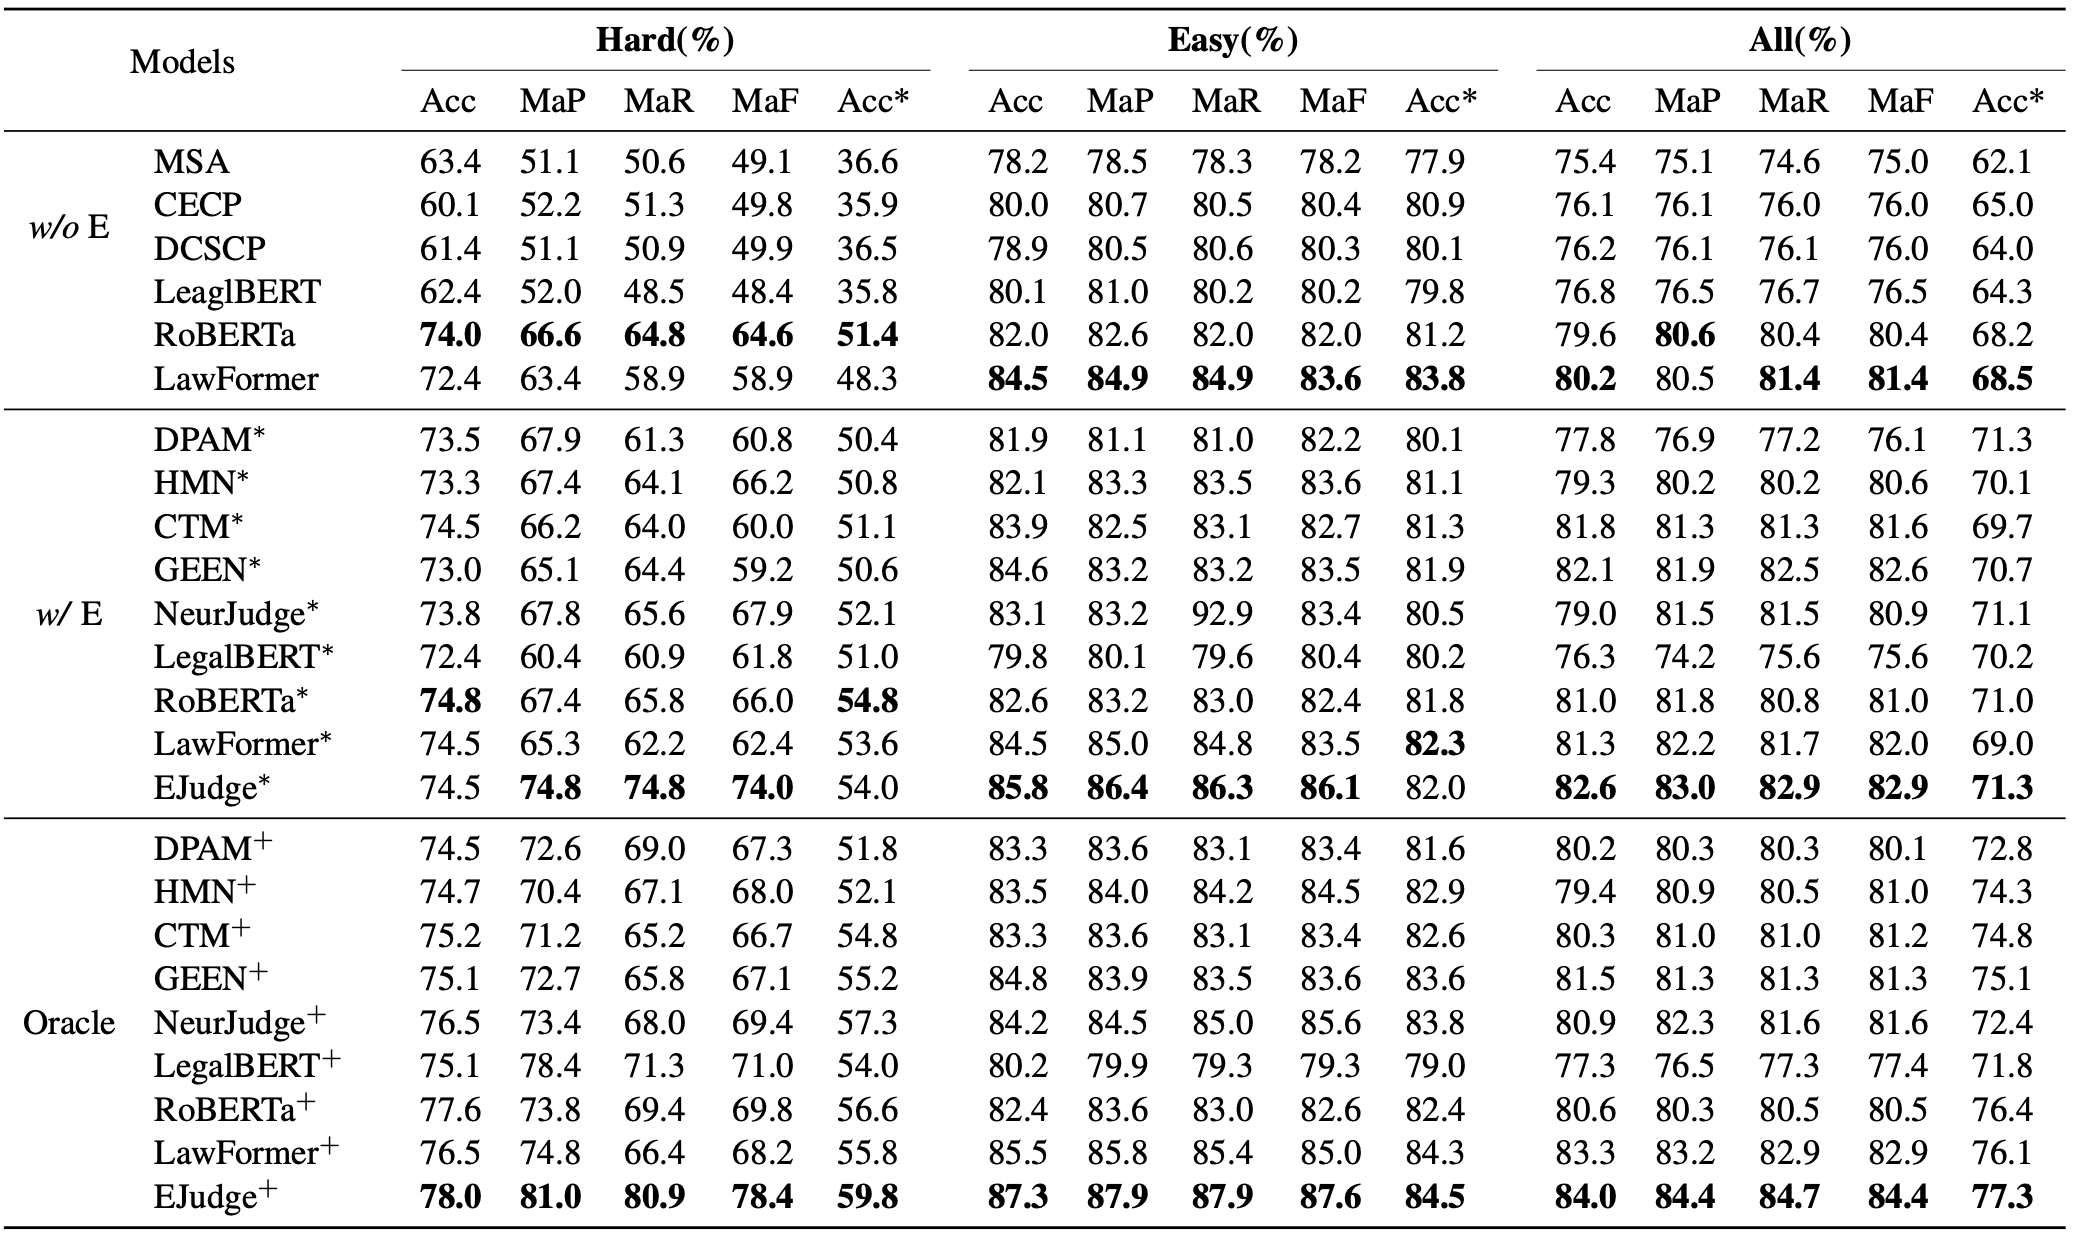 Models Hard(%) Easy(%) All(%)
Acc MaP MaR MaF Acc* Acc MaP MaR MaF Acc* Acc MaP MaR MaF Acc*
w/o E
MSA 63.4 51.1 50.6 49.1 36.6 78.2 78.5 78.3 78.2 77.9 75.4 75.1 74.6 75.0 62.1
CECP 60.1 52.2 51.3 49.8 35.9 80.0 80.7 80.5 80.4 80.9 76.1 76.1 76.0 76.0 65.0
DCSCP 61.4 51.1 50.9 49.9 36.5 78.9 80.5 80.6 80.3 80.1 76.2 76.1 76.1 76.0 64.0
LeaglBERT 62.4 52.0 48.5 48.4 35.8 80.1 81.0 80.2 80.2 79.8 76.8 76.5 76.7 76.5 64.3
RoBERTa 74.0 66.6 64.8 64.6 51.4 82.0 82.6 82.0 82.0 81.2 79.6 80.6 80.4 80.4 68.2
LawFormer 72.4 63.4 58.9 58.9 48.3 84.5 84.9 84.9 83.6 83.8 80.2 80.5 81.4 81.4 68.5
w/ E
DPAM* 73.5 67.9 61.3 60.8 50.4 81.9 81.1 81.0 82.2 80.1 77.8 76.9 77.2 76.1 71.3
HMN* 73.3 67.4 64.1 66.2 50.8 82.1 83.3 83.5 83.6 81.1 79.3 80.2 80.2 80.6 70.1
CTM* 74.5 66.2 64.0 60.0 51.1 83.9 82.5 83.1 82.7 81.3 81.8 81.3 81.3 81.6 69.7
GEEN* 73.0 65.1 64.4 59.2 50.6 84.6 83.2 83.2 83.5 81.9 82.1 81.9 82.5 82.6 70.7
NeurJudge* 73.8 67.8 65.6 67.9 52.1 83.1 83.2 92.9 83.4 80.5 79.0 81.5 81.5 80.9 71.1
LegalBERT* 72.4 60.4 60.9 61.8 51.0 79.8 80.1 79.6 80.4 80.2 76.3 74.2 75.6 75.6 70.2
RoBERTa* 74.8 67.4 65.8 66.0 54.8 82.6 83.2 83.0 82.4 81.8 81.0 81.8 80.8 81.0 71.0
LawFormer* 74.5 65.3 62.2 62.4 53.6 84.5 85.0 84.8 83.5 82.3 81.3 82.2 81.7 82.0 69.0
EJudge* 74.5 74.8 74.8 74.0 54.0 85.8 86.4 86.3 86.1 82.0 82.6 83.0 82.9 82.9 71.3
Oracle
DPAM+ 74.5 72.6 69.0 67.3 51.8 83.3 83.6 83.1 83.4 81.6 80.2 80.3 80.3 80.1 72.8
HMN+ 74.7 70.4 67.1 68.0 52.1 83.5 84.0 84.2 84.5 82.9 79.4 80.9 80.5 81.0 74.3
CTM+ 75.2 71.2 65.2 66.7 54.8 83.3 83.6 83.1 83.4 82.6 80.3 81.0 81.0 81.2 74.8
GEEN+ 75.1 72.7 65.8 67.1 55.2 84.8 83.9 83.5 83.6 83.6 81.5 81.3 81.3 81.3 75.1
NeurJudge+ 76.5 73.4 68.0 69.4 57.3 84.2 84.5 85.0 85.6 83.8 80.9 82.3 81.6 81.6 72.4
LegalBERT+ 75.1 78.4 71.3 71.0 54.0 80.2 79.9 79.3 79.3 79.0 77.3 76.5 77.3 77.4 71.8
RoBERTa+ 77.6 73.8 69.4 69.8 56.6 82.4 83.6 83.0 82.6 82.4 80.6 80.3 80.5 80.5 76.4
LawFormer+ 76.5 74.8 66.4 68.2 55.8 85.5 85.8 85.4 85.0 84.3 83.3 83.2 82.9 82.9 76.1
EJudge+ 78.0 81.0 80.9 78.4 59.8 87.3 87.9 87.9 87.6 84.5 84.0 84.4 84.7 84.4 77.3